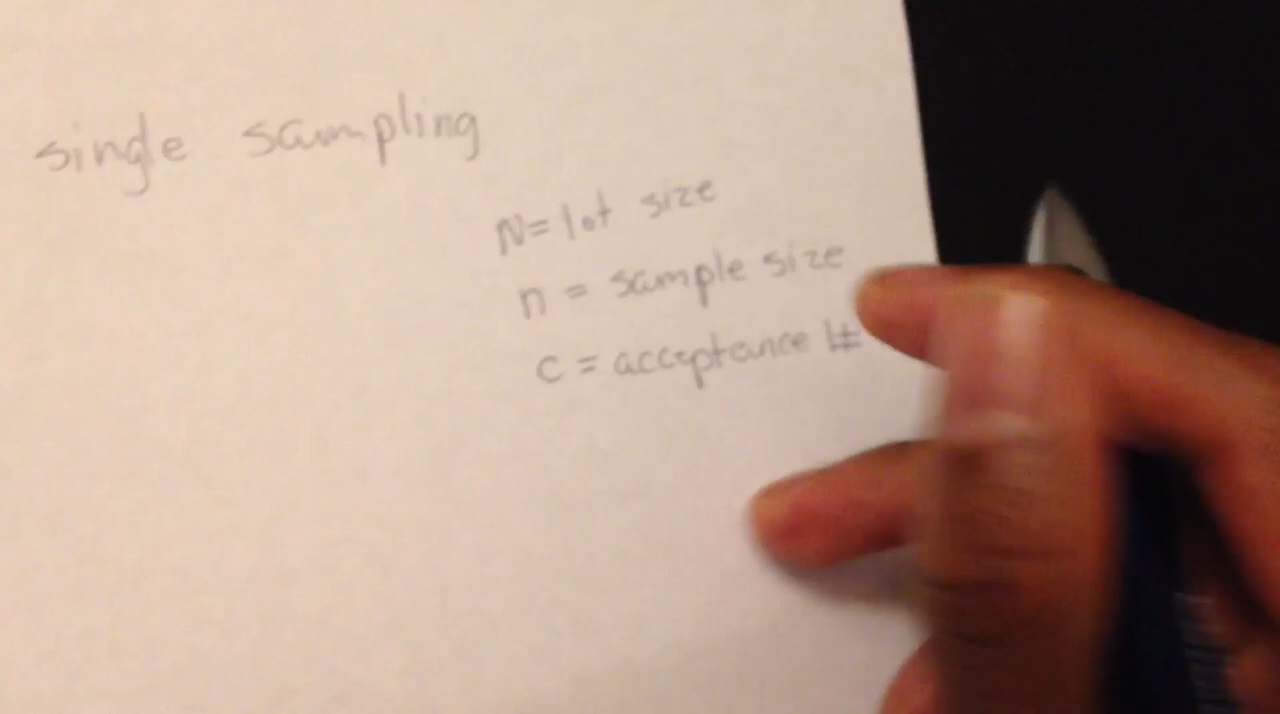 single sampling
N = lot size
n = sample size
c = acceptance #